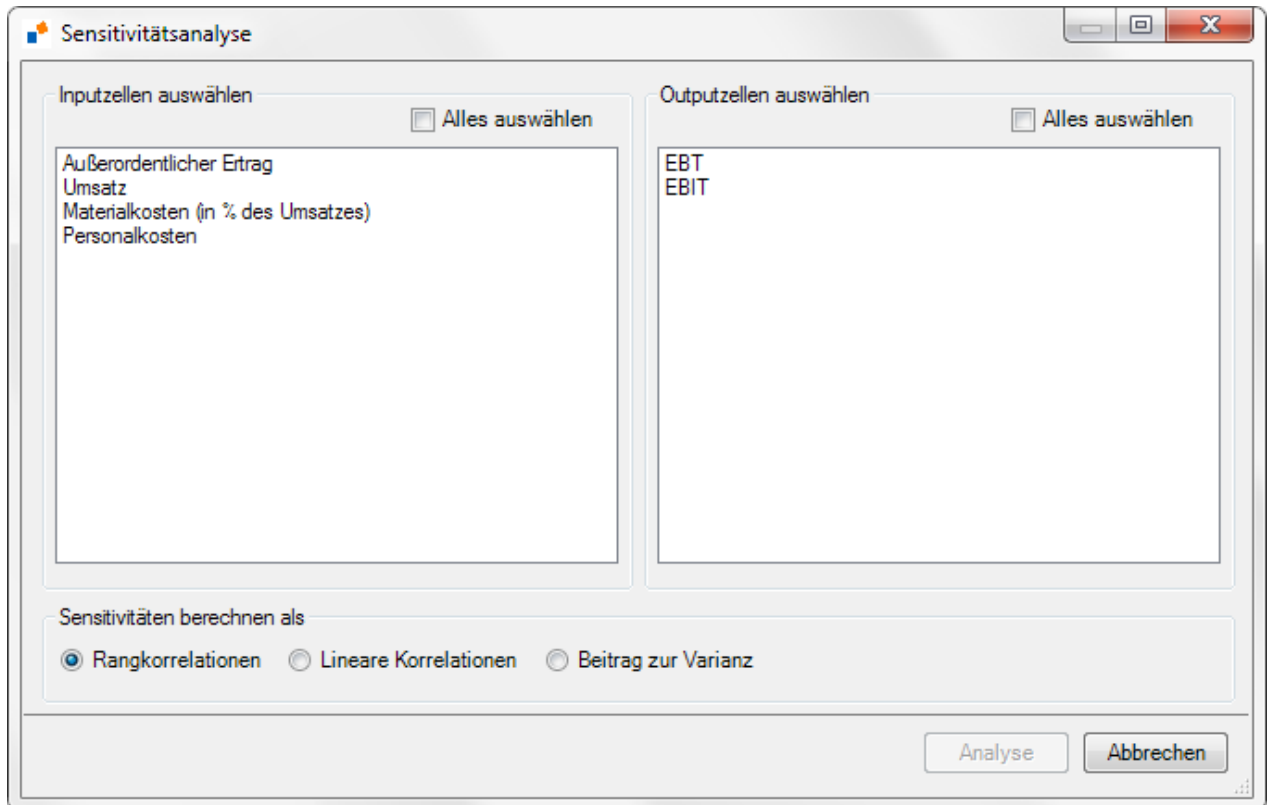 Sensitivitätsanalyse
Inputzellen auswählen
Alles auswählen
Außerordentlicher Ertrag
Umsatz
Materialkosten (in % des Umsatzes)
Personalkosten
Outputzellen auswählen
Alles auswählen
EBT
EBIT
Sensitivitäten berechnen als
Rangkorrelationen Lineare Korrelationen Beitrag zur Varianz
Analyse Abbrechen